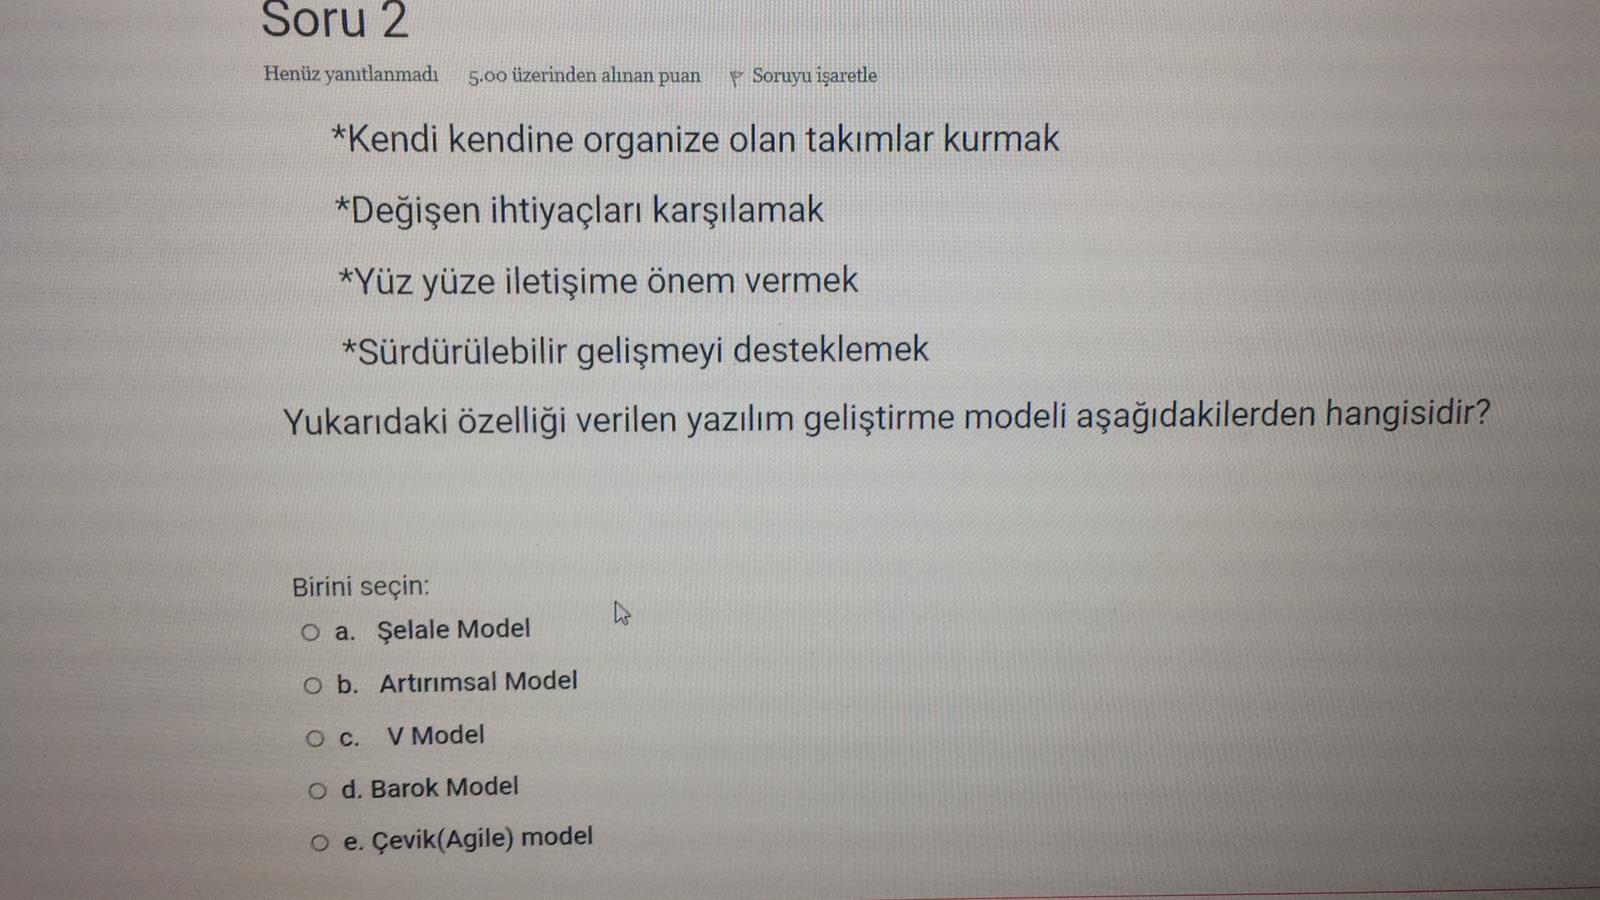 Soru 2
Henüz yanıtlanmadı 5.00 üzerinden alınan puan Soruyu işaretle
*Kendi kendine organize olan takımlar kurmak
*Değişen ihtiyaçları karşılamak
*Yüz yüze iletişime önem vermek
*Sürdürülebilir gelişmeyi desteklemek
Yukarıdaki özelliği verilen yazılım geliştirme modeli aşağıdakilerden hangisidir?
Birini seçin:
a. Şelale Model
b. Artırımsal Model
c. V Model
d. Barok Model
e. Çevik(Agile) model